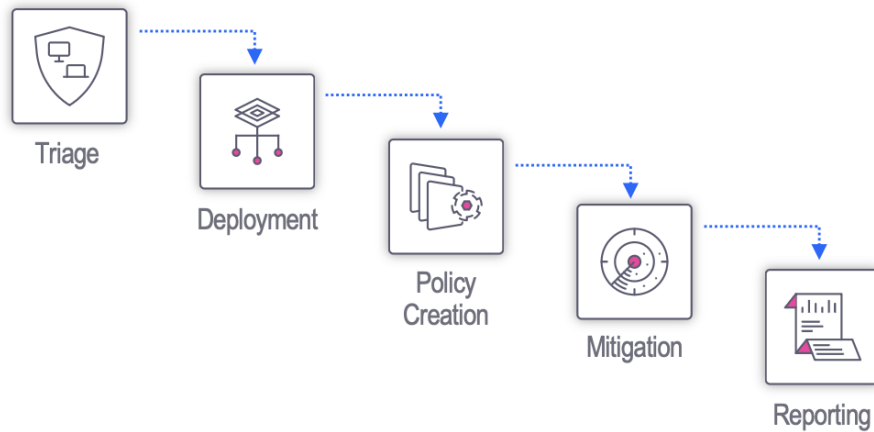 Triage
Deployment
Policy
Creation
Mitigation
Reporting